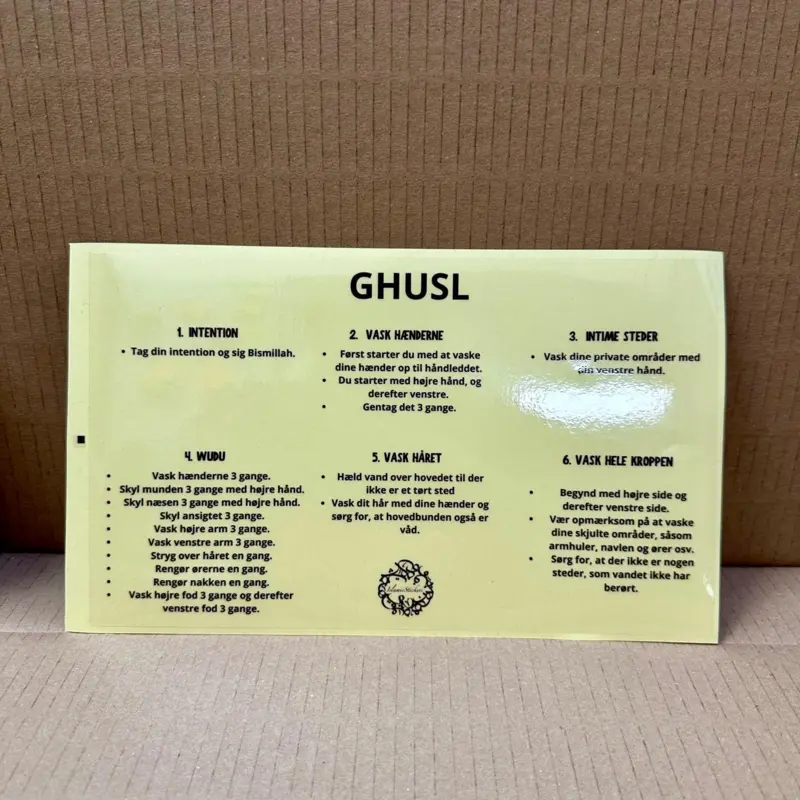 GHUSL
1. INTENTION
• Tag din intention og sig Bismillah.
2. VASK HÆNDERNE
• Først starter du med at vaske
dine hænder op til håndleddet.
• Du starter med højre hånd, og
derefter venstre.
• Gentag det 3 gange.
3. INTIME STEDER
• Vask dine private områder med
din venstre hånd.
4. WUDU
• Vask hænderne 3 gange.
• Skyl munden 3 gange med højre hånd.
• Skyl næsen 3 gange med højre hånd.
• Skyl ansigtet 3 gange.
• Vask højre arm 3 gange.
• Vask venstre arm 3 gange.
• Stryg over håret en gang.
• Rengør ørerne en gang.
• Rengør nakken en gang.
• Vask højre fod 3 gange og derefter
venstre fod 3 gange.
5. VASK HÅRET
• Hæld vand over hovedet til der
ikke er et tørt sted
• Vask dit hår med dine hænder og
sørg for, at hovedbunden også er
våd.
6. VASK HELE KROPPEN
• Begynd med højre side og
derefter venstre side.
• Vær opmærksom på at vaske
dine skjulte områder, såsom
armhuler, navlen og ører osv.
• Sørg for, at der ikke er nogen
steder, som vandet ikke har
berørt.